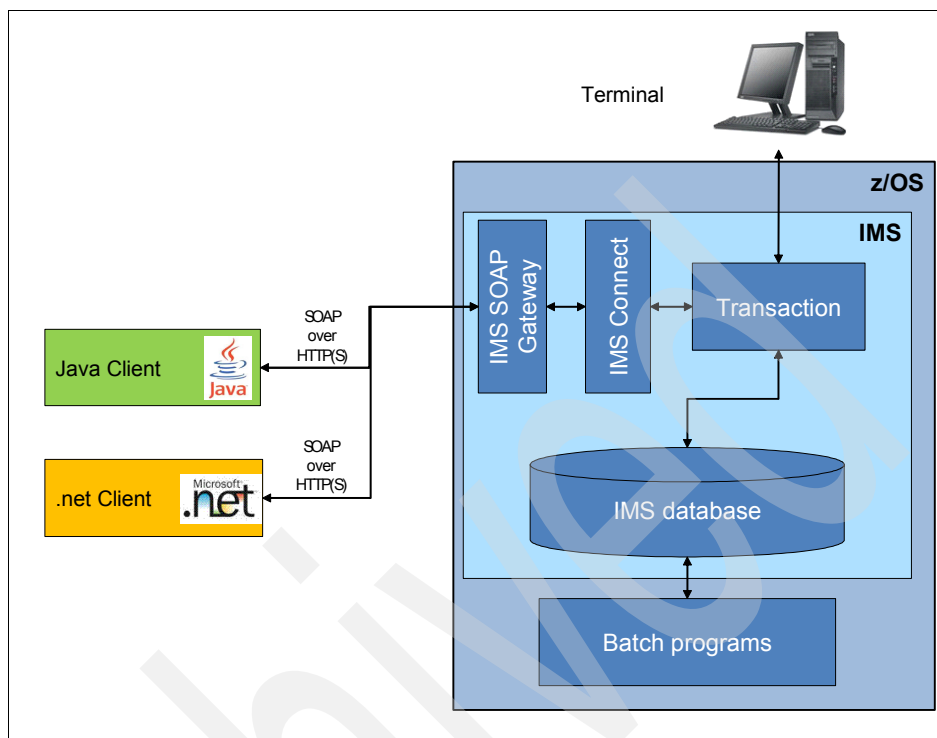 Terminal
z/OS
IMS
IMS SOAP
Gateway
IMS Connect
Transaction
SOAP
over
HTTP(S)
Java Client
Java
SOAP
over
HTTP(S)
.net Client
Microsoft
.net
IMS database
Batch programs